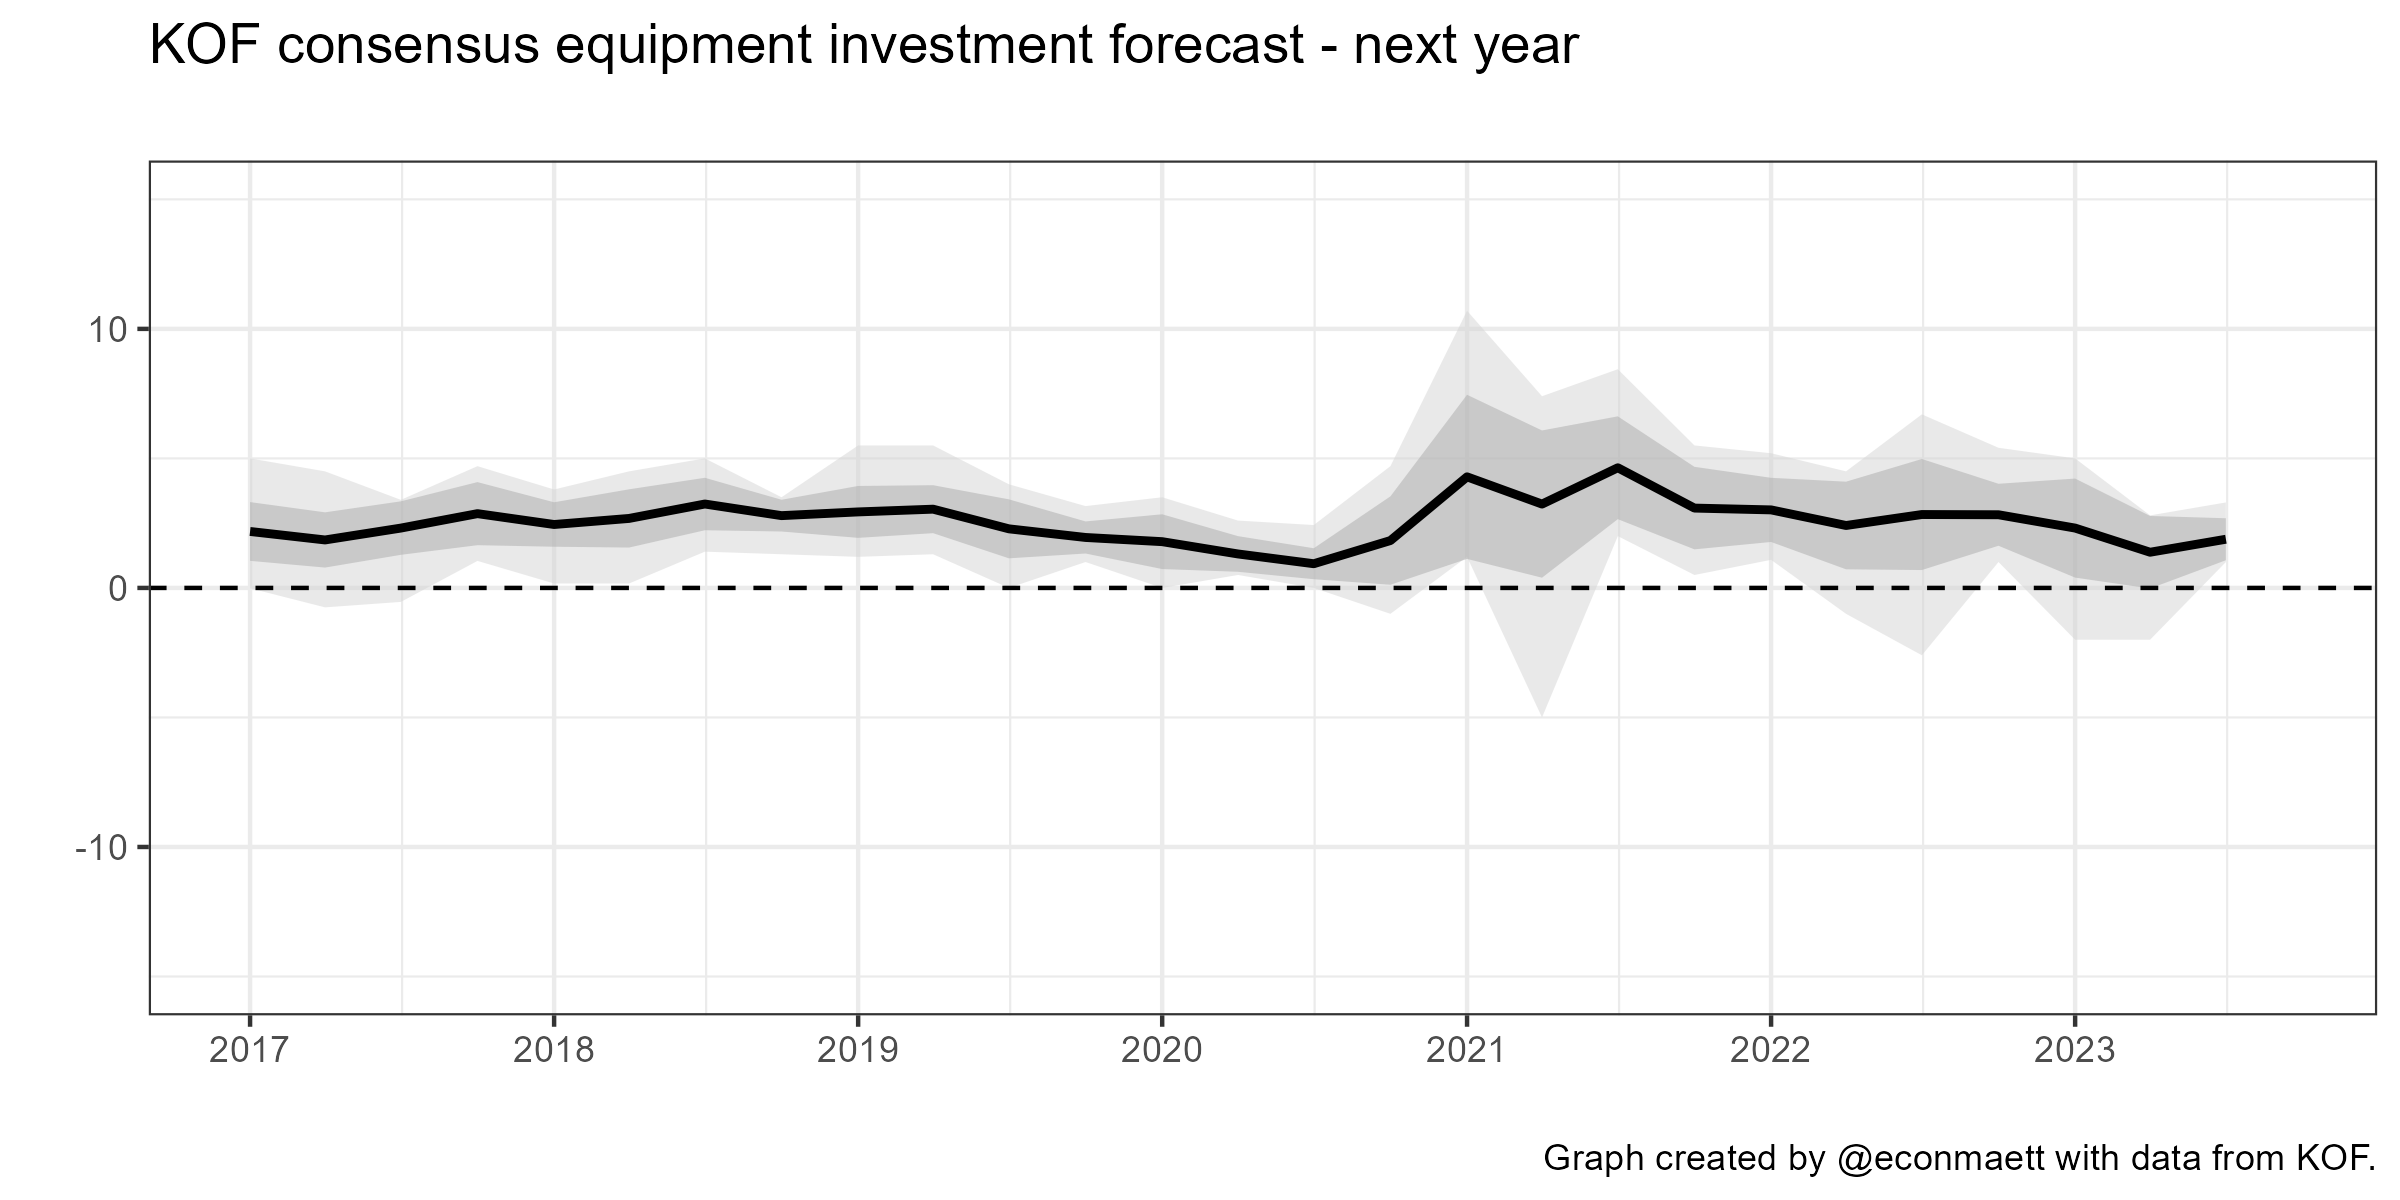 KOF consensus equipment investment forecast - next year
10
0
-10
2017 2018 2019 2020 2021 2022 2023
Graph created by @econmaett with data from KOF.